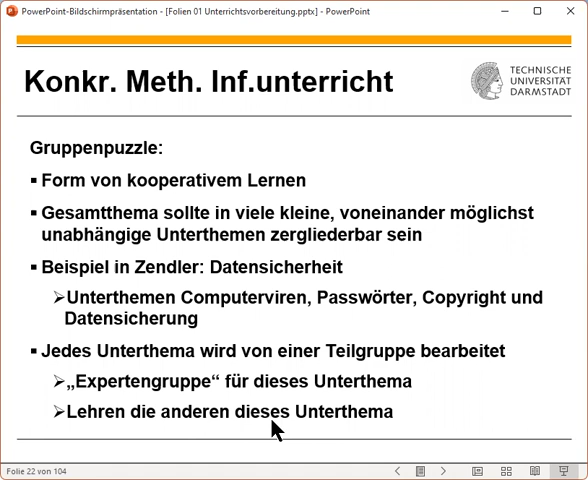 PowerPoint-Bildschirmpräsentation - [Folien 01 Unterrichtsvorbereitung.pptx] - PowerPoint
Konkr. Meth. Inf.unterricht
TECHNISCHE
UNIVERSITÄT
DARMSTADT
Gruppenpuzzle:
▪ Form von kooperativem Lernen
▪ Gesamtthema sollte in viele kleine, voneinander möglichst
unabhängige Unterthemen zergliederbar sein
▪ Beispiel in Zendler: Datensicherheit
➢Unterthemen Computerviren, Passwörter, Copyright und
Datensicherung
▪ Jedes Unterthema wird von einer Teilgruppe bearbeitet
➢„Expertengruppe“ für dieses Unterthema
➢Lehren die anderen dieses Unterthema
Folie 22 von 104